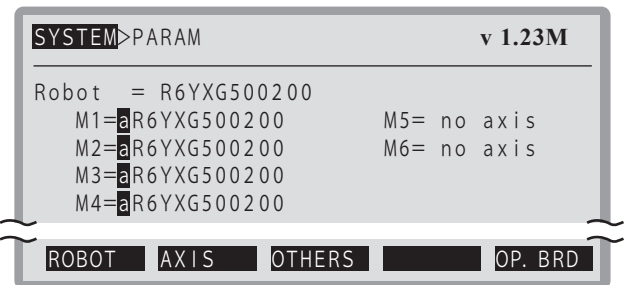 SYSTEM>PARAM v 1.23M
Robot = R6YXG500200
M1=aR6YXG500200 M5= no axis
M2=aR6YXG500200 M6= no axis
M3=aR6YXG500200
M4=aR6YXG500200
ROBOT AXIS OTHERS OP. BRD